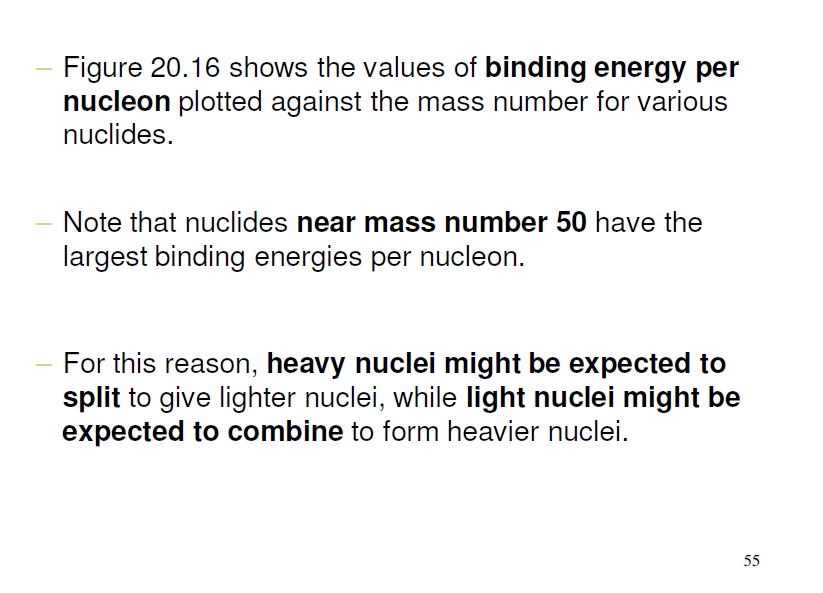 – Figure 20.16 shows the values of binding energy per
nucleon plotted against the mass number for various
nuclides.
– Note that nuclides near mass number 50 have the
largest binding energies per nucleon.
– For this reason, heavy nuclei might be expected to
split to give lighter nuclei, while light nuclei might be
expected to combine to form heavier nuclei.
55